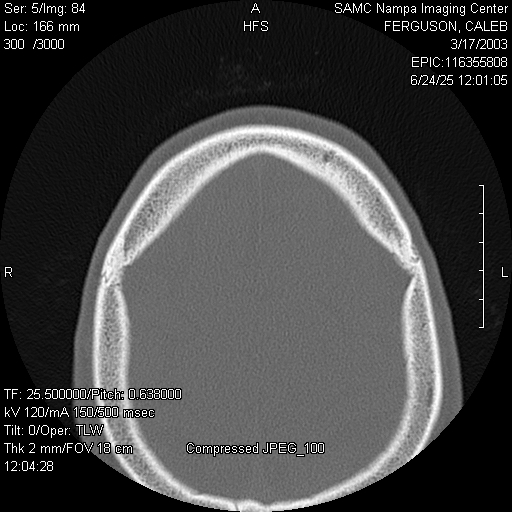 Ser: 5/Img: 84
Loc: 166 mm
300 /3000
A
HFS
SAMC Nampa Imaging Center
FERGUSON, CALEB
3/17/2003
EPIC:116355808
6/24/25 12:01:05
R
L
TF: 25.500000/Pitch: 0.638000
kV 120/mA 150/500 msec
Tilt: 0/Oper: TLW
Thk 2 mm/FOV 18 cm
12:04:28
Compressed JPEG_100